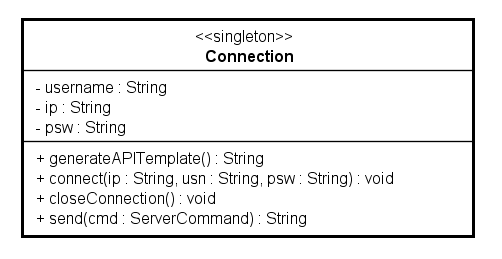 <<singleton>>
Connection
- username : String
- ip : String
- psw : String
+ generateAPITemplate() : String
+ connect(ip : String, usn : String, psw : String) : void
+ closeConnection() : void
+ send(cmd : ServerCommand) : String